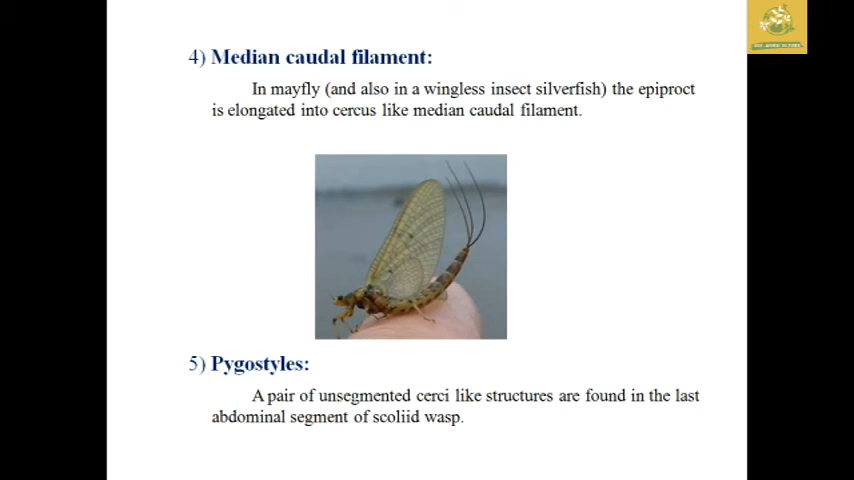 4) Median caudal filament:
In mayfly (and also in a wingless insect silverfish) the epiproct
is elongated into cercus like median caudal filament.
5) Pygostyles:
A pair of unsegmented cerci like structures are found in the last
abdominal segment of scoliid wasp.